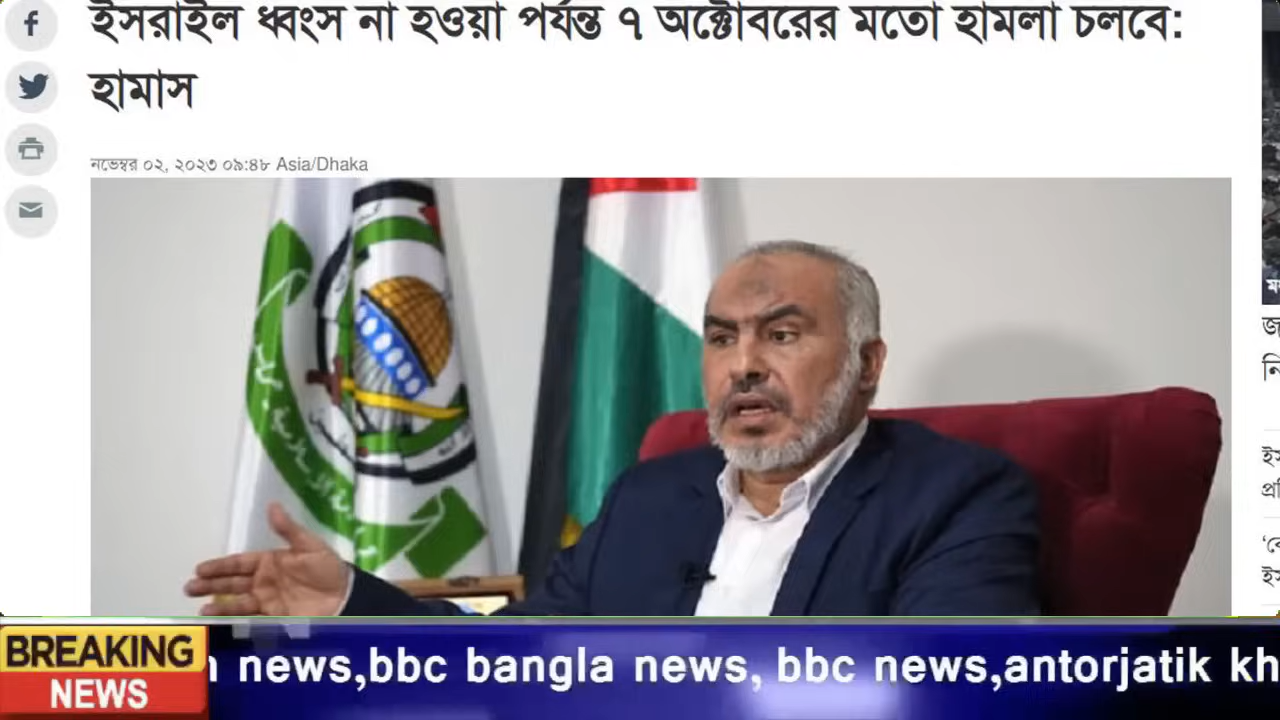 ইসরাইল ধ্বংস না হওয়া পর্যন্ত ৭ অক্টোবরের মতো হামলা চলবে:
হামাস
নভেম্বর ০২, ২০২৩ ০৯:৪৮ Asia/Dhaka
BREAKING
NEWS
news,bbc bangla news, bbc news,antorjatik kh